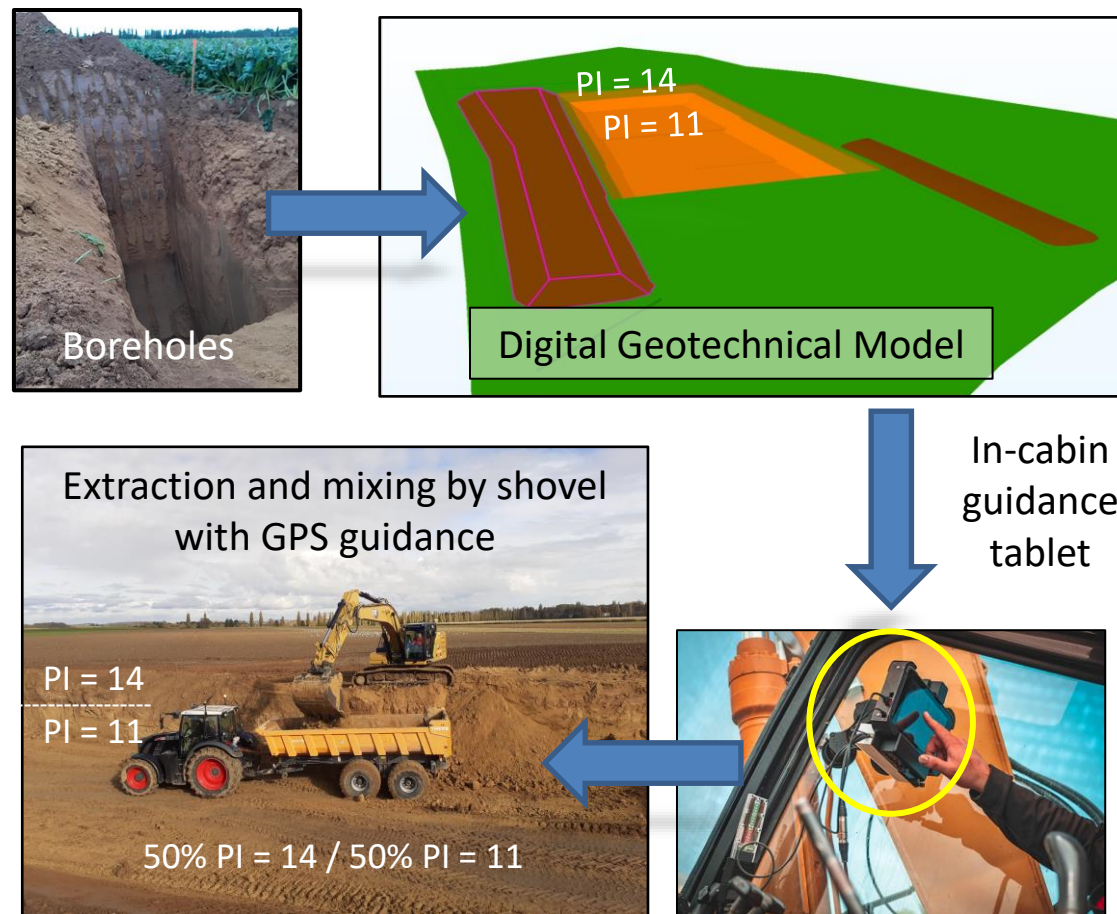 Boreholes
PI = 14
PI = 11
Digital Geotechnical Model
In-cabin
guidance
tablet
Extraction and mixing by shovel
with GPS guidance
PI = 14
PI = 11
50% PI = 14 / 50% PI = 11